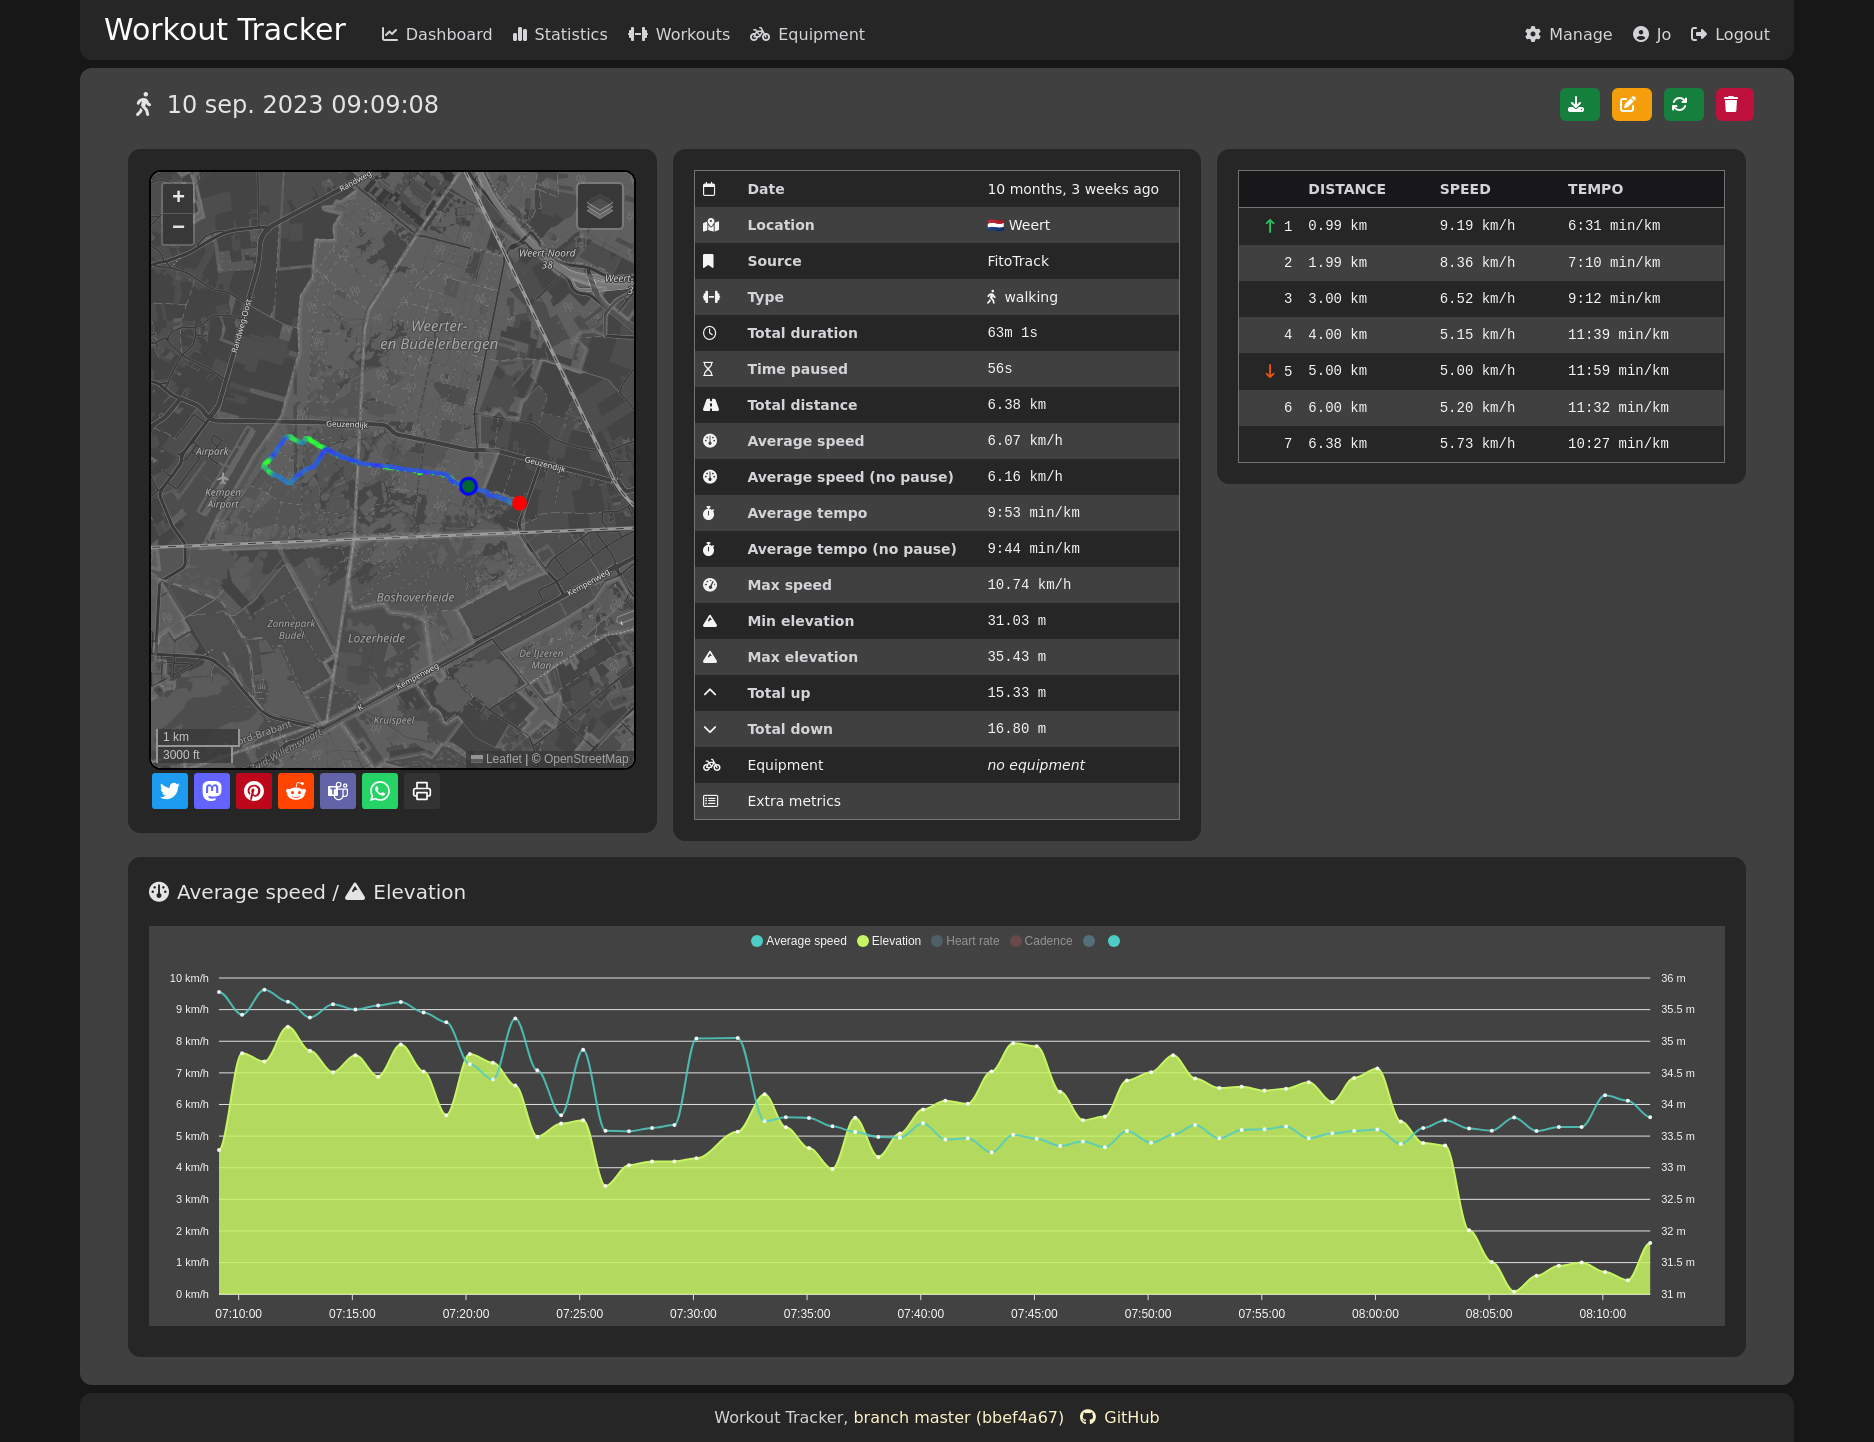 Workout Tracker Dashboard Statistics Workouts Equipment Manage Jo Logout
10 sep. 2023 09:09:08
+
−
Randweg
Weert-Noord
38
Weert-
3
Randweg-Oost
Weerter-
en Budelerbergen
Geuzendijk
Airpark
Geuzendijk
Kempen
Airport
Kempenweg
Boshoverheide
Zonnepark
Budel
Lozerheide
De IJzeren
Man
Kempenweg
K
Kruispeel
ord-Brabant
Zuid-Willemsvaart
1 km
3000 ft
Leaflet | © OpenStreetMap
Date 10 months, 3 weeks ago
Location Weert
Source FitoTrack
Type walking
Total duration 63m 1s
Time paused 56s
Total distance 6.38 km
Average speed 6.07 km/h
Average speed (no pause) 6.16 km/h
Average tempo 9:53 min/km
Average tempo (no pause) 9:44 min/km
Max speed 10.74 km/h
Min elevation 31.03 m
Max elevation 35.43 m
Total up 15.33 m
Total down 16.80 m
Equipment no equipment
Extra metrics
DISTANCE SPEED TEMPO
↑ 1 0.99 km 9.19 km/h 6:31 min/km
2 1.99 km 8.36 km/h 7:10 min/km
3 3.00 km 6.52 km/h 9:12 min/km
4 4.00 km 5.15 km/h 11:39 min/km
↓ 5 5.00 km 5.00 km/h 11:59 min/km
6 6.00 km 5.20 km/h 11:32 min/km
7 6.38 km 5.73 km/h 10:27 min/km
Average speed / Elevation
Average speed Elevation Heart rate Cadence
10 km/h 36 m
9 km/h 35.5 m
8 km/h 35 m
7 km/h 34.5 m
6 km/h 34 m
5 km/h 33.5 m
4 km/h 33 m
3 km/h 32.5 m
2 km/h 32 m
1 km/h 31.5 m
0 km/h 31 m
07:10:00 07:15:00 07:20:00 07:25:00 07:30:00 07:35:00 07:40:00 07:45:00 07:50:00 07:55:00 08:00:00 08:05:00 08:10:00
Workout Tracker, branch master (bbef4a67) GitHub